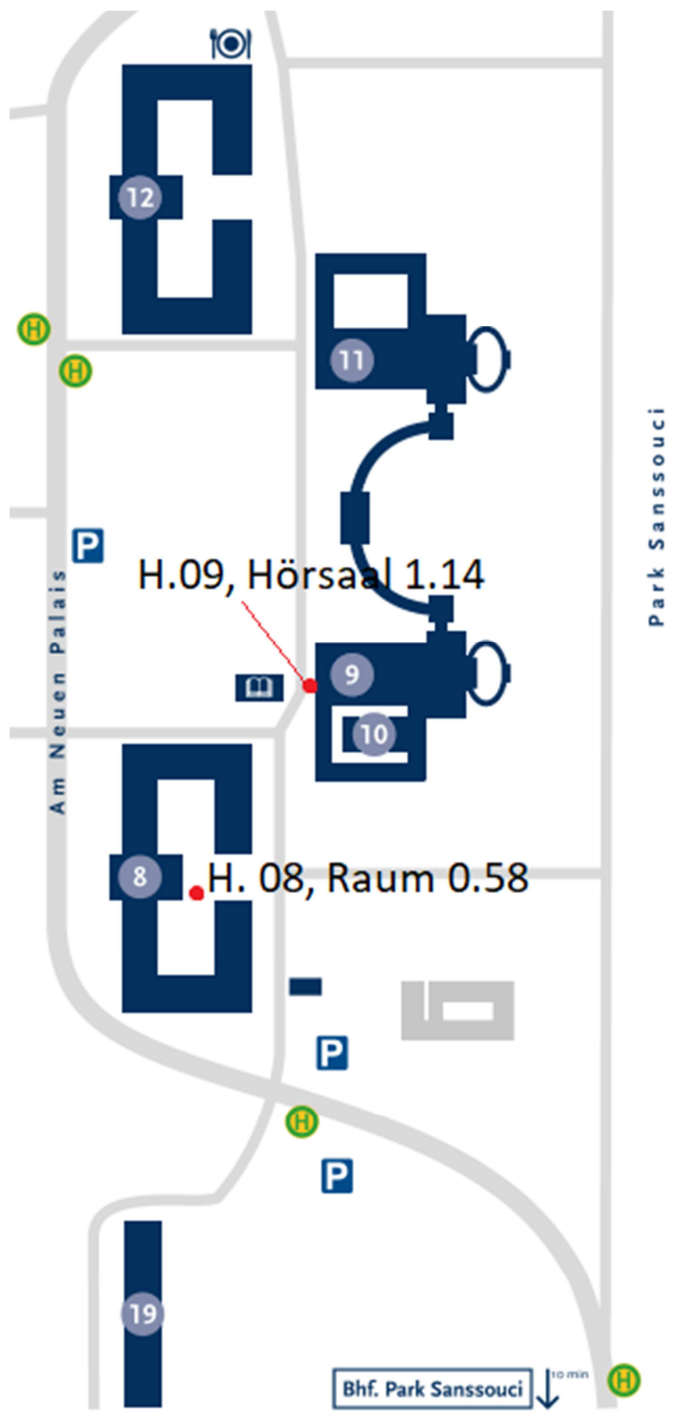 12
H
H
11
P
Park Sanssouci
H.09, Hörsaal 1.14
Am Neuen Palais
9
10
8
H. 08, Raum 0.58
P
H
P
19
Bhf. Park Sanssouci
10 min
H